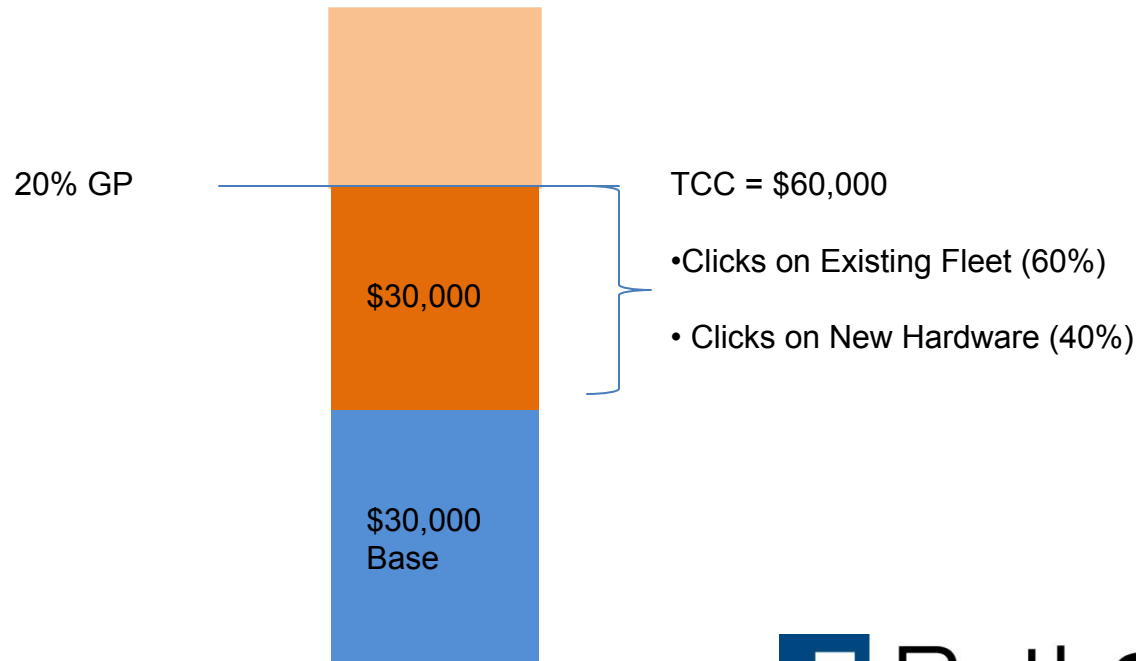 20% GP
TCC = $60,000
•Clicks on Existing Fleet (60%)
$30,000
• Clicks on New Hardware (40%)
$30,000
Base